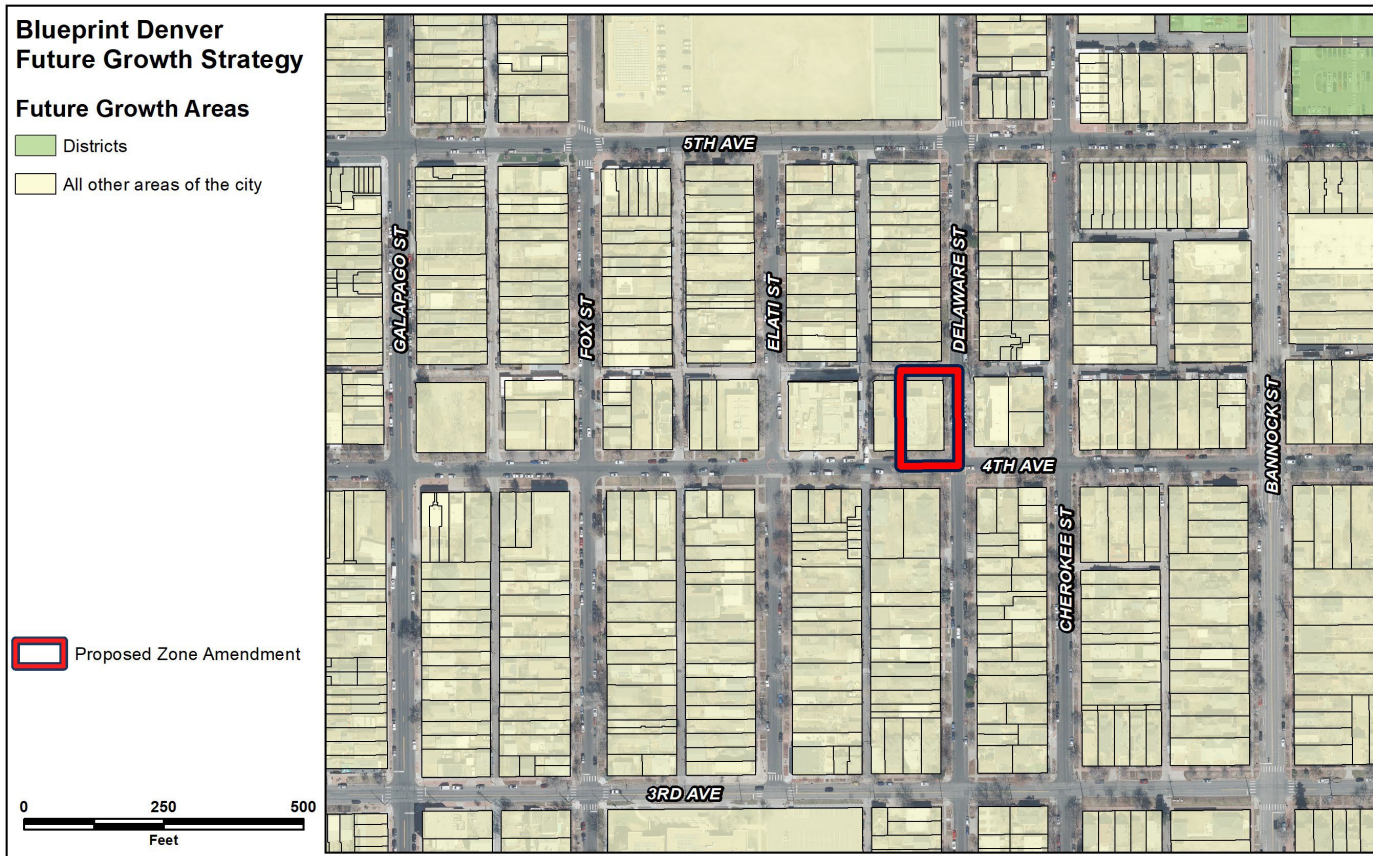 Blueprint Denver
Future Growth Strategy
Future Growth Areas
Districts
All other areas of the city
Proposed Zone Amendment
0 250 500
Feet
5TH AVE
GALAPAGO ST
FOX ST
ELATI ST
DELAWARE ST
BANNOCK ST
4TH AVE
CHEROKEE ST
3RD AVE